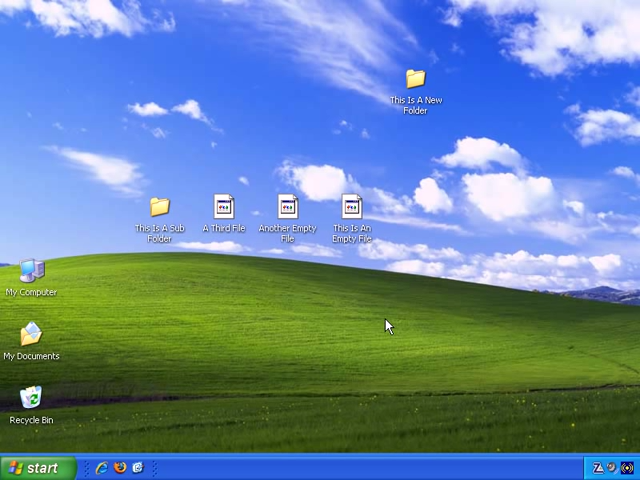 This Is A New
Folder
This Is A Sub
Folder
A Third File
Another Empty
File
This Is An
Empty File
My Computer
My Documents
Recycle Bin
start